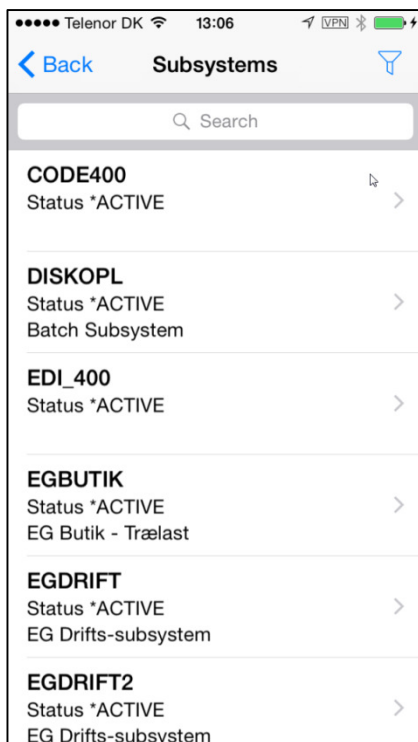 Telenor DK 13:06 VPN
Back Subsystems
Search
CODE400
Status *ACTIVE
DISKOPL
Status *ACTIVE
Batch Subsystem
EDI_400
Status *ACTIVE
EGBUTIK
Status *ACTIVE
EG Butik - Trælast
EGDRIFT
Status *ACTIVE
EG Drifts-subsystem
EGDRIFT2
Status *ACTIVE
EG Drifts-subsystem